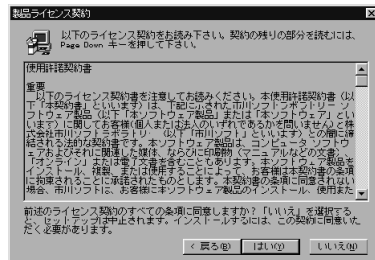 製品ライセンス契約
以下のライセンス契約をお読み下さい。契約の残りの部分を読むには、
Page Down キーを押して下さい。
使用許諾契約書
重要
以下のライセンス契約書を注意してお読みください。本使用許諾契約書（以
下「本契約書」といいます）は、下記に示された市川ソフトラボラトリー ソ
フトウェア製品（以下「本ソフトウェア製品」または「ソフトウェア」とい
います）に関してお客様（個人または法人のいずれであるかを問いません）と株
式会社市川ソフトラボラトリー （以下「市川ソフト」といいます）との間に締
結される法的な契約書です。本ソフトウェア製品は、コンピュータ ソフトウ
ェアおよびそれに関連した媒体、ならびに印刷物（マニュアルなどの文書）、
「オンライン」または電子文書を含むこともあります。本ソフトウェア製品を
インストール、複製、または使用することによって、お客様は本契約書の条項
に拘束されることに承諾されたものとします。本契約書の条項に同意されない
場合、市川ソフトは、お客様に本ソフトウェア製品のインストール、使用また
前述のライセンス契約のすべての条項に同意しますか？「いいえ」を選択する
と、セットアップは中止されます。インストールするには、この契約に同意いた
だく必要があります。
< 戻る(B)
はい(Y)
いいえ(N)